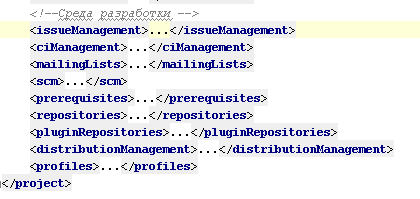 <!--Среда разработки -->
<issueManagement>...</issueManagement>
<ciManagement>...</ciManagement>
<mailingLists>...</mailingLists>
<scm>...</scm>
<prerequisites>...</prerequisites>
<repositories>...</repositories>
<pluginRepositories>...</pluginRepositories>
<distributionManagement>...</distributionManagement>
<profiles>...</profiles>
</project>